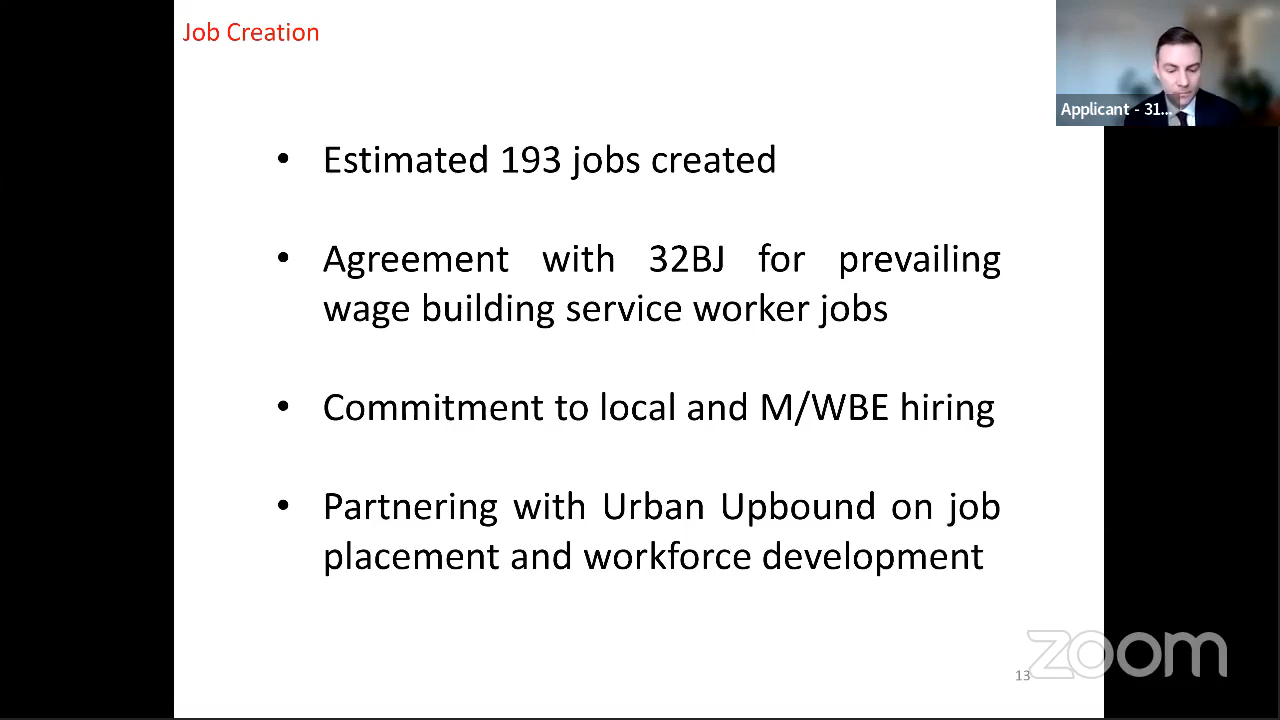 Job Creation
Applicant - 31...
• Estimated 193 jobs created
• Agreement with 32BJ for prevailing
wage building service worker jobs
• Commitment to local and M/WBE hiring
• Partnering with Urban Upbound on job
placement and workforce development
13
zoom